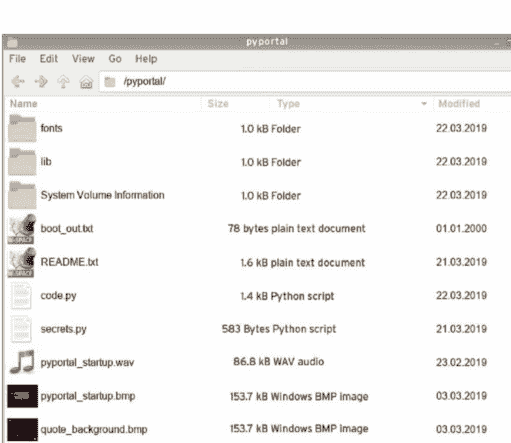 pyportal
File Edit View Go Help
/pyportal/
Name Size Type Modified
fonts 1.0 kB Folder 22.03.2019
lib 1.0 kB Folder 22.03.2019
System Volume Information 1.0 kB Folder 22.03.2019
boot_out.txt 78 bytes plain text document 01.01.2000
README.txt 1.6 kB plain text document 21.03.2019
code.py 1.4 kB Python script 22.03.2019
secrets.py 583 Bytes Python script 21.03.2019
pyportal_startup.wav 86.8 kB WAV audio 23.02.2019
pyportal_startup.bmp 153.7 kB Windows BMP image 03.03.2019
quote_background.bmp 153.7 kB Windows BMP image 03.03.2019